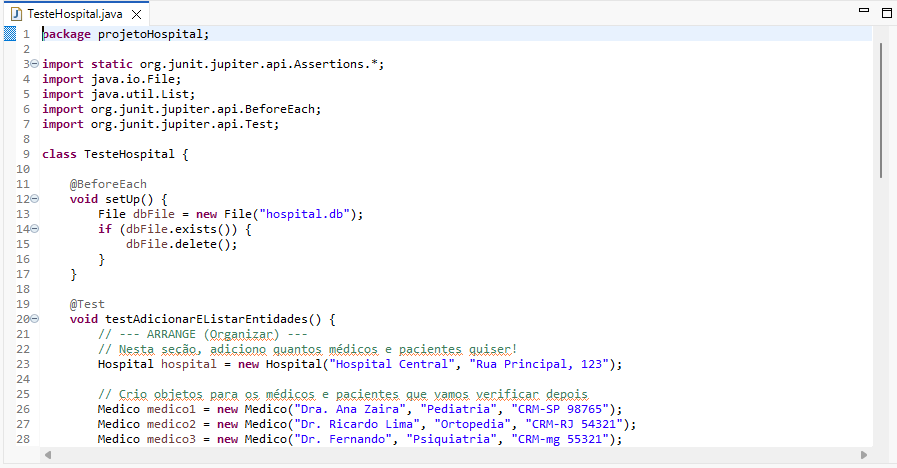 TesteHospital.java
1 package projetoHospital;
2
3 import static org.junit.jupiter.api.Assertions.*;
4 import java.io.File;
5 import java.util.List;
6 import org.junit.jupiter.api.BeforeEach;
7 import org.junit.jupiter.api.Test;
8
9 class TesteHospital {
10
11     @BeforeEach
12     void setUp() {
13         File dbFile = new File("hospital.db");
14         if (dbFile.exists()) {
15             dbFile.delete();
16         }
17     }
18
19     @Test
20     void testAdicionarEListarEntidades() {
21         // --- ARRANGE (Organizar) ---
22         // Nesta seção, adiciono quantos médicos e pacientes quiser!
23         Hospital hospital = new Hospital("Hospital Central", "Rua Principal, 123");
24
25         // Crio objetos para os médicos e pacientes que vamos verificar depois
26         Medico medico1 = new Medico("Dra. Ana Zaira", "Pediatria", "CRM-SP 98765");
27         Medico medico2 = new Medico("Dr. Ricardo Lima", "Ortopedia", "CRM-RJ 54321");
28         Medico medico3 = new Medico("Dr. Fernando", "Psiquiatria", "CRM-mg 55321");